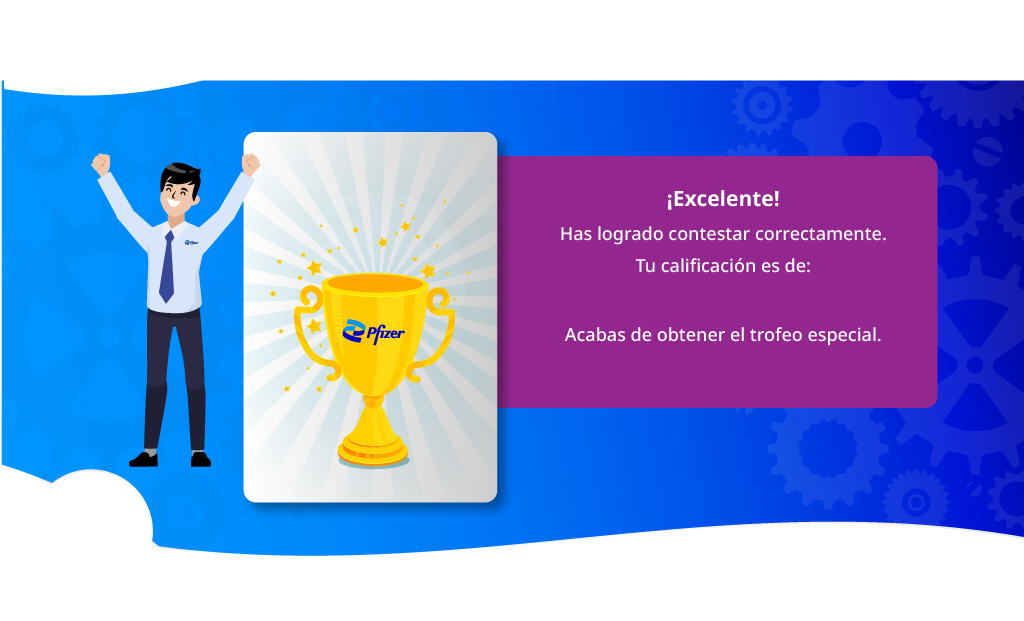 Pfizer
¡Excelente!
Has logrado contestar correctamente.
Tu calificación es de:
Acabas de obtener el trofeo especial.